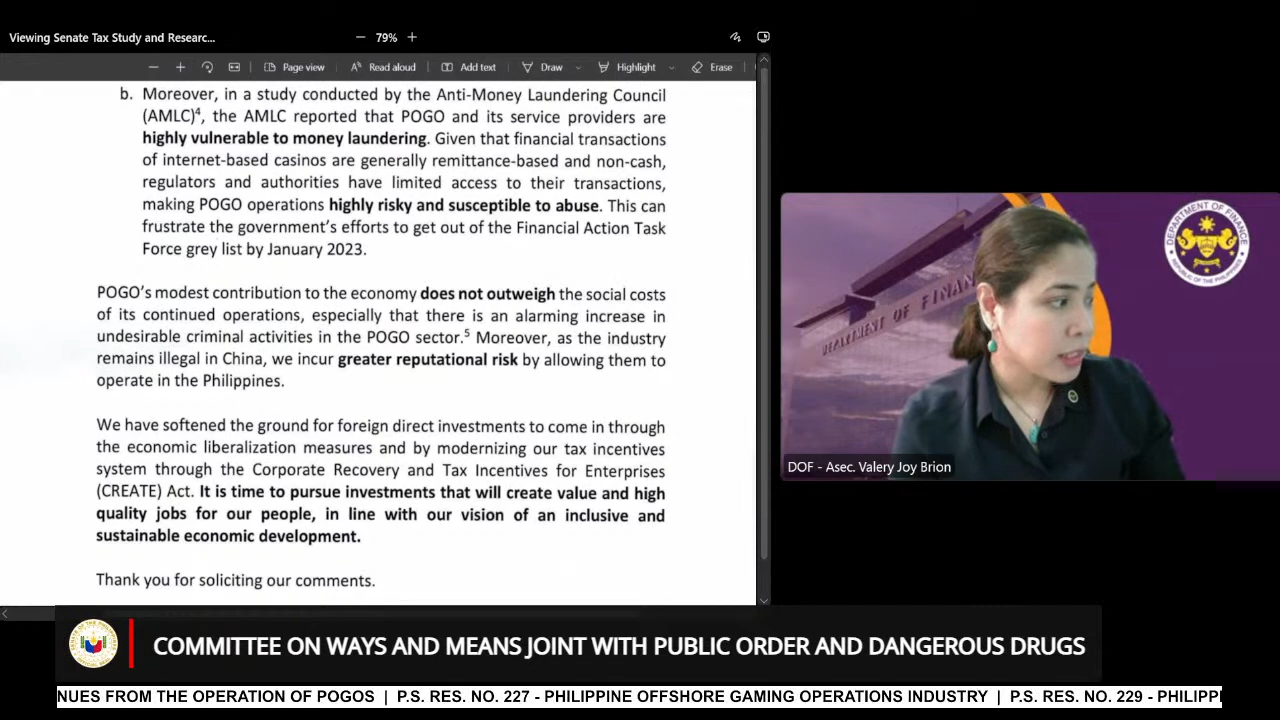 Viewing Senate Tax Study and Researc...
79%
Page view
Read aloud
Add text
Draw
Highlight
Erase
b. Moreover, in a study conducted by the Anti-Money Laundering Council
(AMLC)4, the AMLC reported that POGO and its service providers are
highly vulnerable to money laundering. Given that financial transactions
of internet-based casinos are generally remittance-based and non-cash,
regulators and authorities have limited access to their transactions,
making POGO operations highly risky and susceptible to abuse. This can
frustrate the government's efforts to get out of the Financial Action Task
Force grey list by January 2023.
POGO's modest contribution to the economy does not outweigh the social costs
of its continued operations, especially that there is an alarming increase in
undesirable criminal activities in the POGO sector.5 Moreover, as the industry
remains illegal in China, we incur greater reputational risk by allowing them to
operate in the Philippines.
We have softened the ground for foreign direct investments to come in through
the economic liberalization measures and by modernizing our tax incentives
system through the Corporate Recovery and Tax Incentives for Enterprises
(CREATE) Act. It is time to pursue investments that will create value and high
quality jobs for our people, in line with our vision of an inclusive and
sustainable economic development.
Thank you for soliciting our comments.
DEPARTMENT OF FINAN
DEPARTMENT OF FINANCE
REPUBLIC OF THE PHILIPPINES
DOF - Asec. Valery Joy Brion
COMMITTEE ON WAYS AND MEANS JOINT WITH PUBLIC ORDER AND DANGEROUS DRUGS
NUES FROM THE OPERATION OF POGOS | P.S. RES. NO. 227 - PHILIPPINE OFFSHORE GAMING OPERATIONS INDUSTRY | P.S. RES. NO. 229 - PHILIPPI